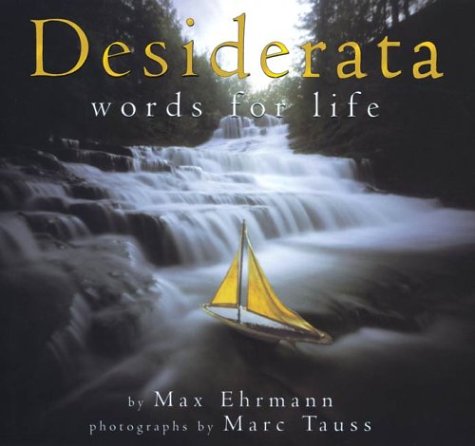 Desiderata
words for life
by Max Ehrmann
photographs by Marc Tauss